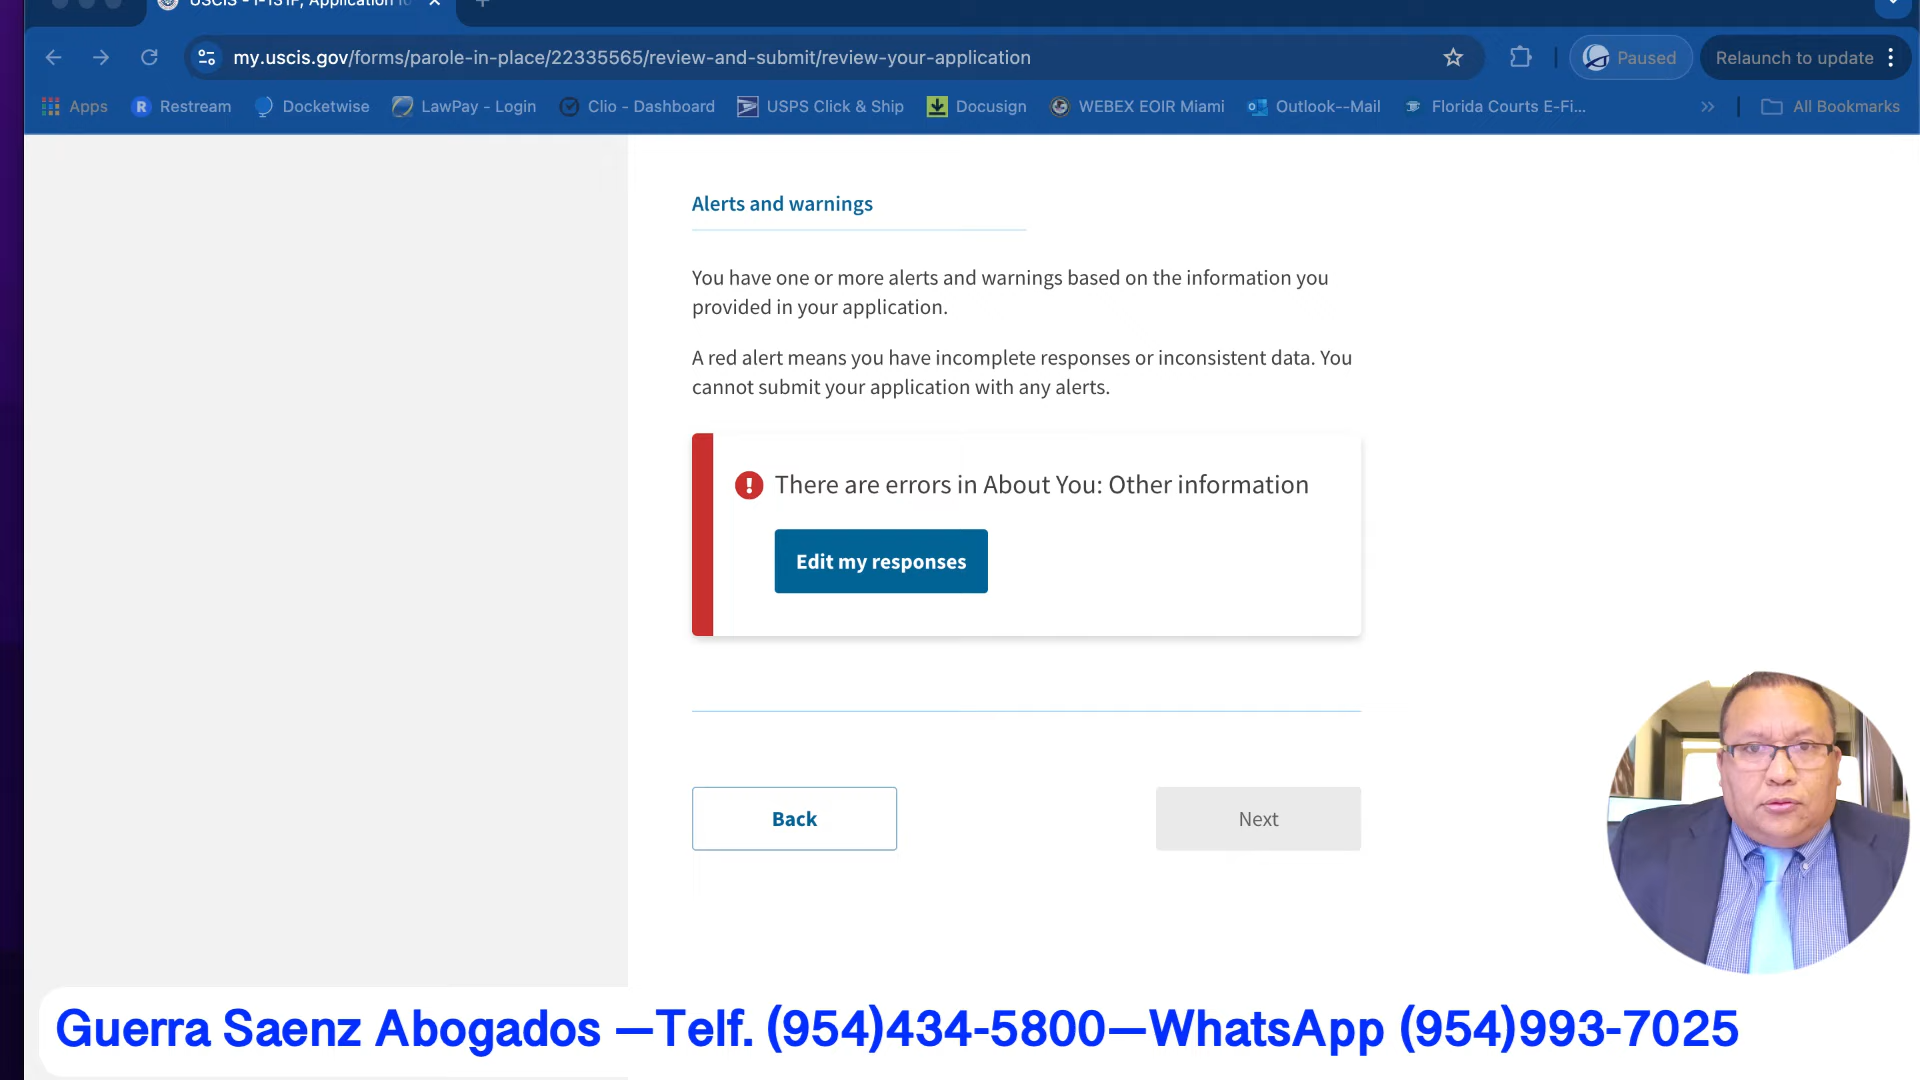 USCIS - I-131F, Application fo
my.uscis.gov/forms/parole-in-place/22335565/review-and-submit/review-your-application
Paused
Relaunch to update
Apps
Restream
Docketwise
LawPay - Login
Clio - Dashboard
USPS Click & Ship
Docusign
WEBEX EOIR Miami
Outlook--Mail
Florida Courts E-Fi...
All Bookmarks
Alerts and warnings
You have one or more alerts and warnings based on the information you
provided in your application.
A red alert means you have incomplete responses or inconsistent data. You
cannot submit your application with any alerts.
There are errors in About You: Other information
Edit my responses
Back
Next
Guerra Saenz Abogados —Telf. (954)434-5800—WhatsApp (954)993-7025